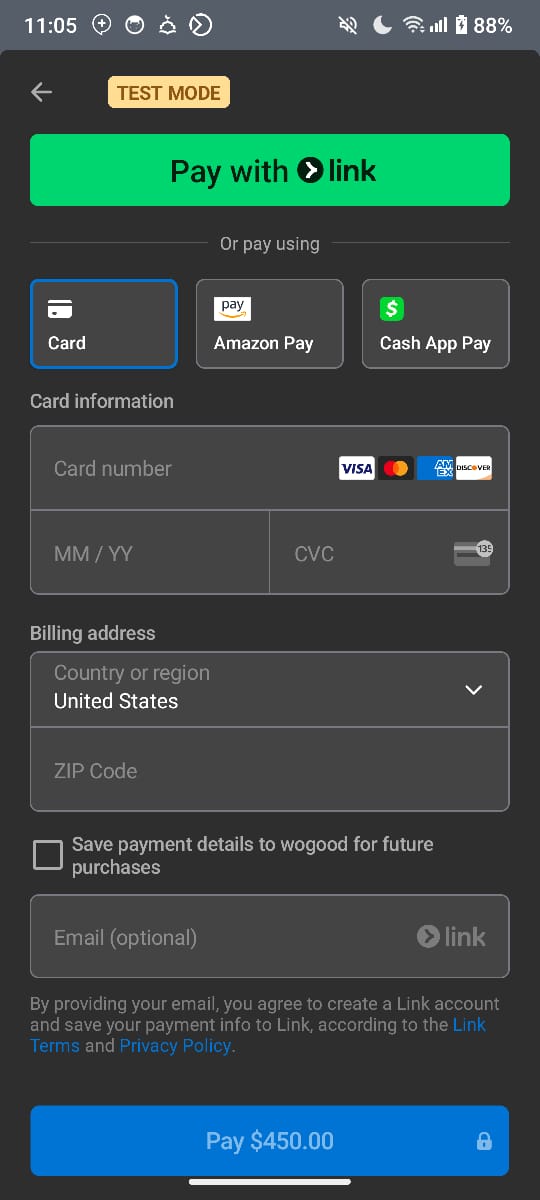 11:05
88%
TEST MODE
Pay with link
Or pay using
pay
Card
Amazon Pay
$
Cash App Pay
Card information
Card number
VISA
AM
EX
DISCOVER
MM / YY
CVC
135
Billing address
Country or region
United States
ZIP Code
Save payment details to wogood for future
purchases
Email (optional)
link
By providing your email, you agree to create a Link account
and save your payment info to Link, according to the Link
Terms and Privacy Policy.
Pay $450.00